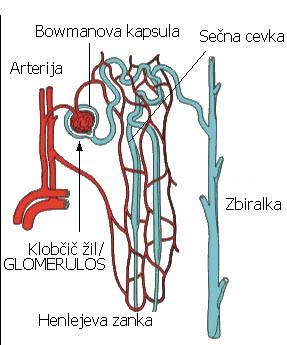 Bowmanova kapsula
Sečna cevka
Arterija
Zbiralka
Klobčič žil/
GLOMERULOS
Henlejeva zanka